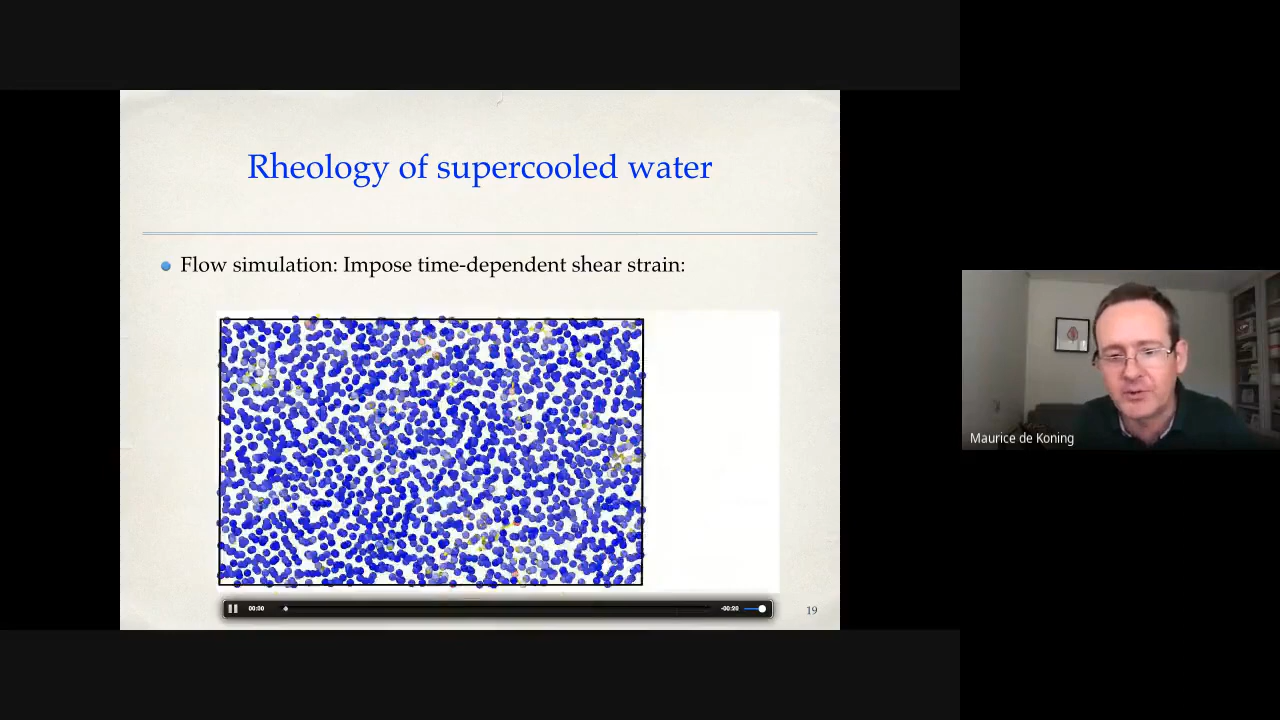 Rheology of supercooled water
Flow simulation: Impose time-dependent shear strain:
00:00
-00:20
19
Maurice de Koning